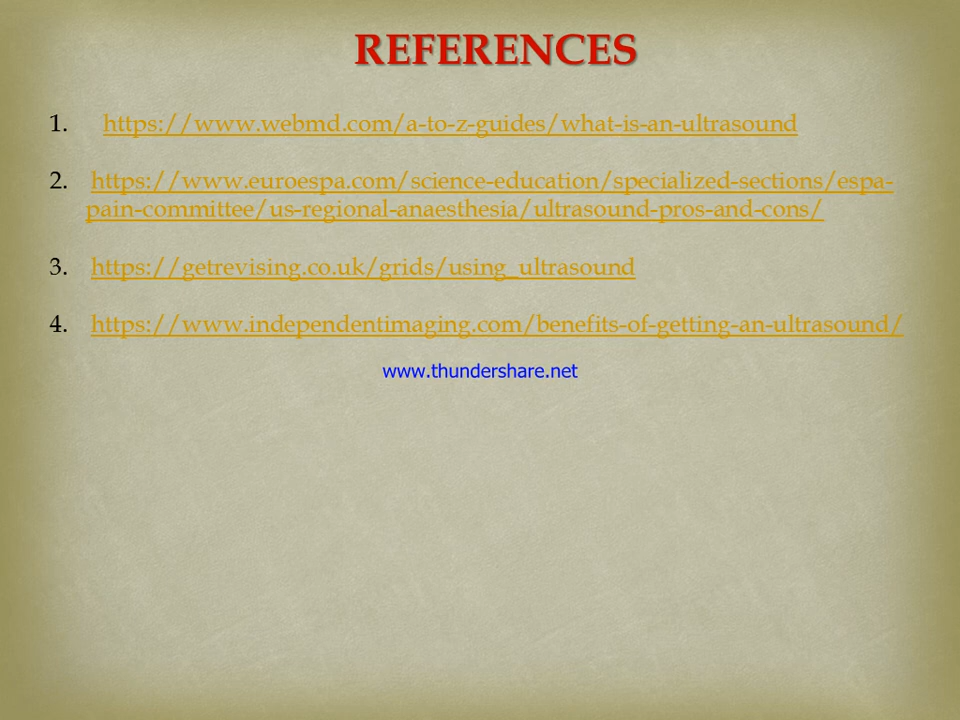 REFERENCES
1. https://www.webmd.com/a-to-z-guides/what-is-an-ultrasound
2. https://www.euroespa.com/science-education/specialized-sections/espa-
pain-committee/us-regional-anaesthesia/ultrasound-pros-and-cons/
3. https://getrevising.co.uk/grids/using_ultrasound
4. https://www.independentimaging.com/benefits-of-getting-an-ultrasound/
www.thundershare.net